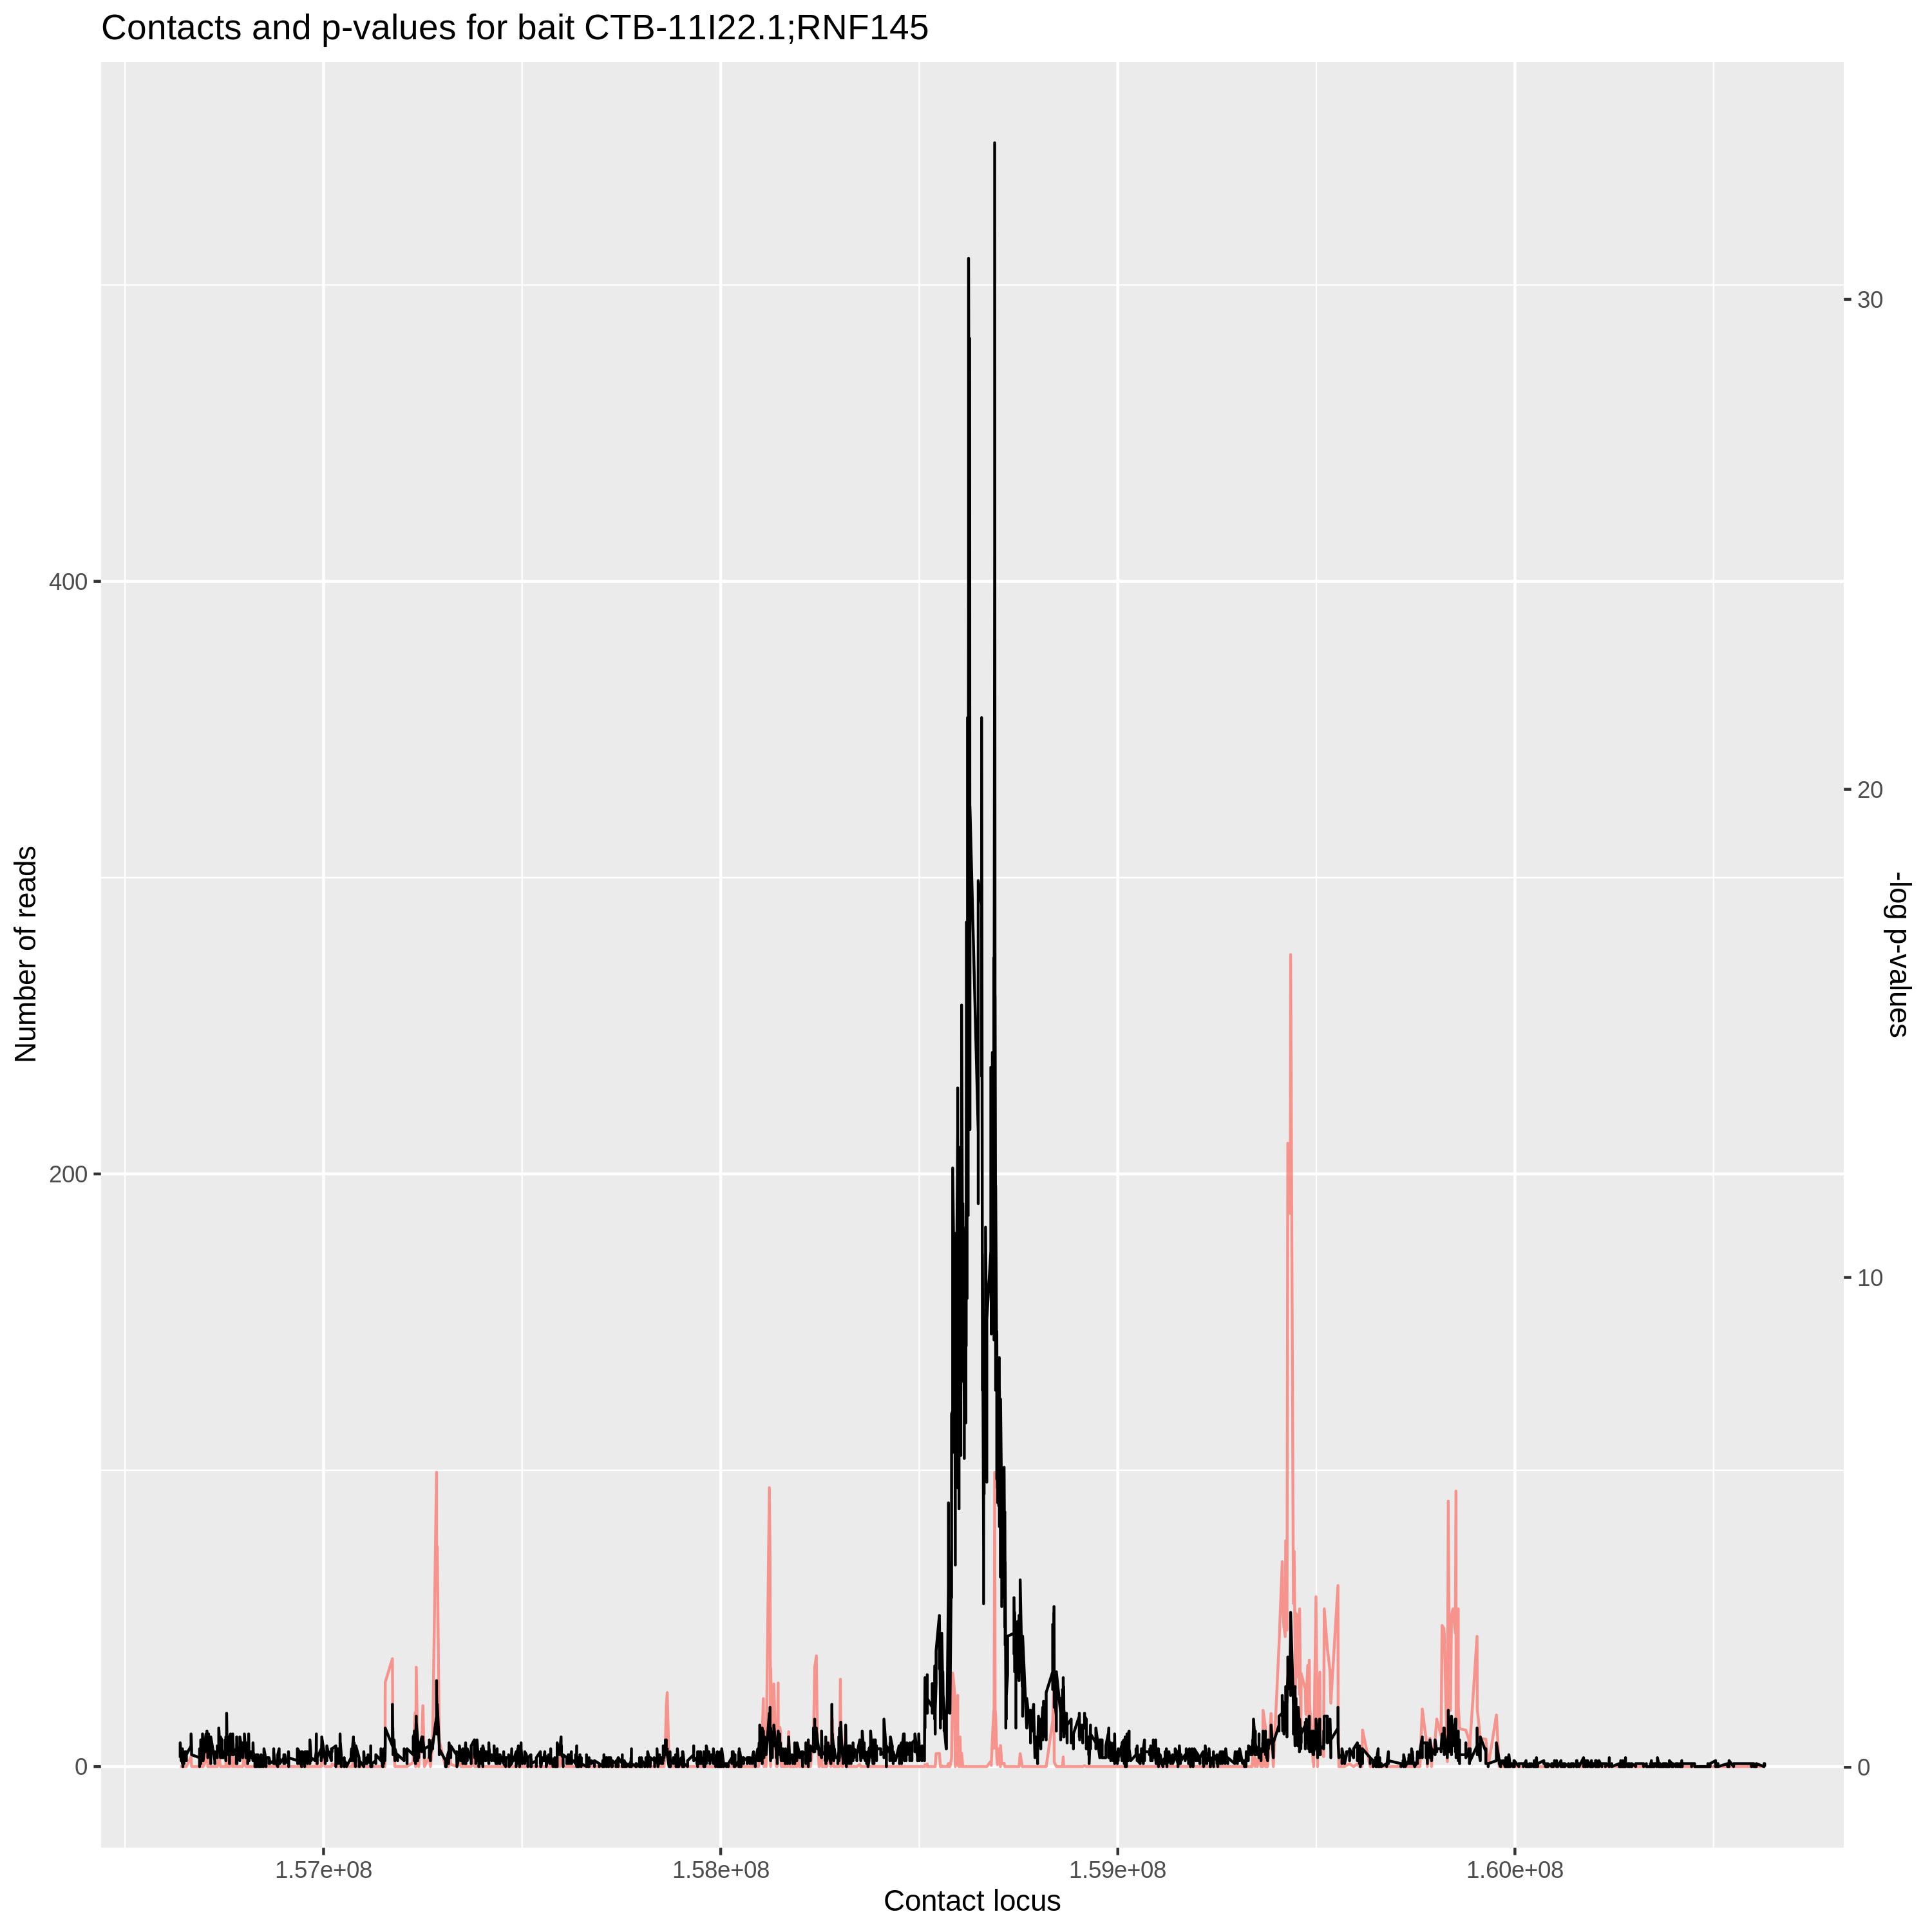 Contacts and p-values for bait CTB-11I22.1;RNF145
Number of reads
400
200
0
30
20
10
0
-log p-values
1.57e+08
1.58e+08
1.59e+08
1.60e+08
Contact locus